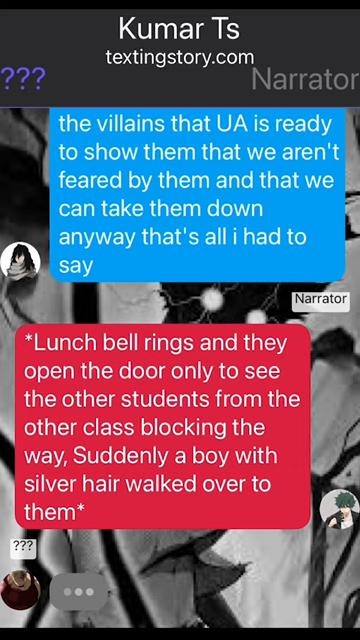 Kumar Ts
textingstory.com
??? Narrator
the villains that UA is ready
to show them that we aren't
feared by them and that we
can take them down
anyway that's all i had to
say
Narrator
*Lunch bell rings and they
open the door only to see
the other students from the
other class blocking the
way, Suddenly a boy with
silver hair walked over to
them*
???